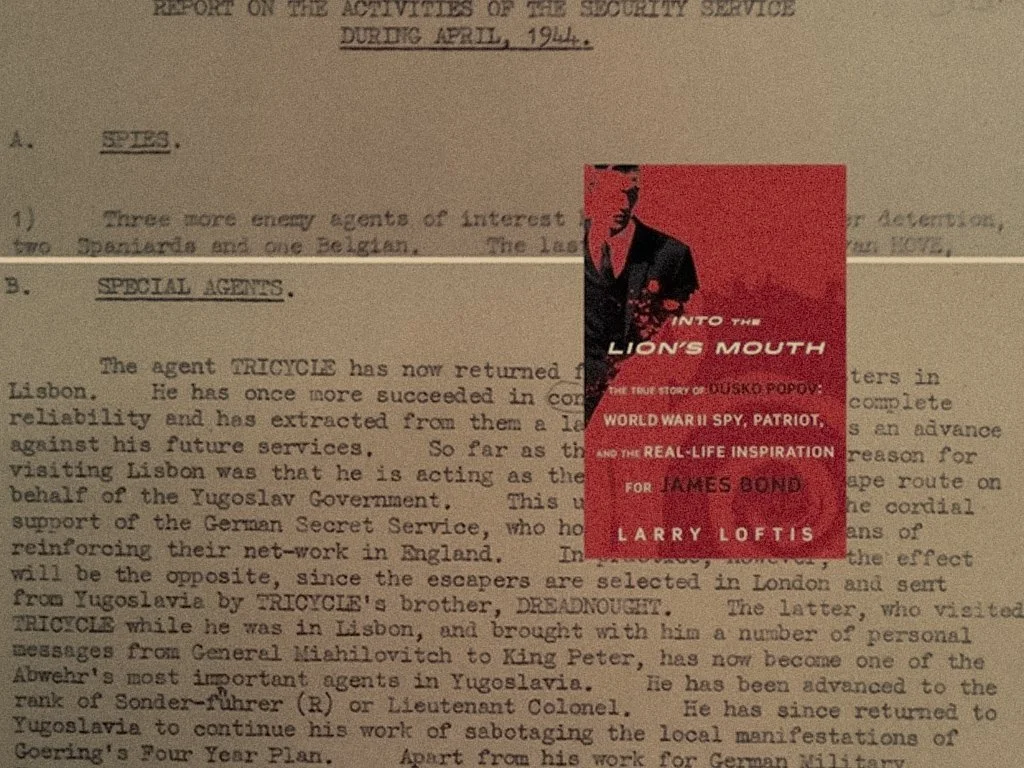 REPORT ON THE ACTIVITIES OF THE SECURITY SERVICE
DURING APRIL, 1944.
A. SPIES.
1) Three more enemy agents of interest er detention,
two Spaniards and one Belgian. The las van HOVE,
B. SPECIAL AGENTS.
The agent TRICYCLE has now returned f ters in
Lisbon. He has once more succeeded in con complete
reliability and has extracted from them a la s an advance
against his future services. So far as th reason for
visiting Lisbon was that he is acting as the ape route on
behalf of the Yugoslav Government. This u he cordial
support of the German Secret Service, who ho ans of
reinforcing their net-work in England. In practice, however, the effect
will be the opposite, since the escapers are selected in London and sent
from Yugoslavia by TRICYCLE's brother, DREADNOUGHT. The latter, who visited
TRICYCLE while he was in Lisbon, and brought with him a number of personal
messages from General Miahilovitch to King Peter, has now become one of the
Abwehr's most important agents in Yugoslavia. He has been advanced to the
rank of Sonder-führer (R) or Lieutenant Colonel. He has since returned to
Yugoslavia to continue his work of sabotaging the local manifestations of
Goering's Four Year Plan. Apart from his work for German Military
INTO THE
LION'S MOUTH
THE TRUE STORY OF DUSKO POPOV:
WORLD WAR II SPY, PATRIOT,
AND THE REAL-LIFE INSPIRATION
FOR JAMES BOND
LARRY LOFTIS